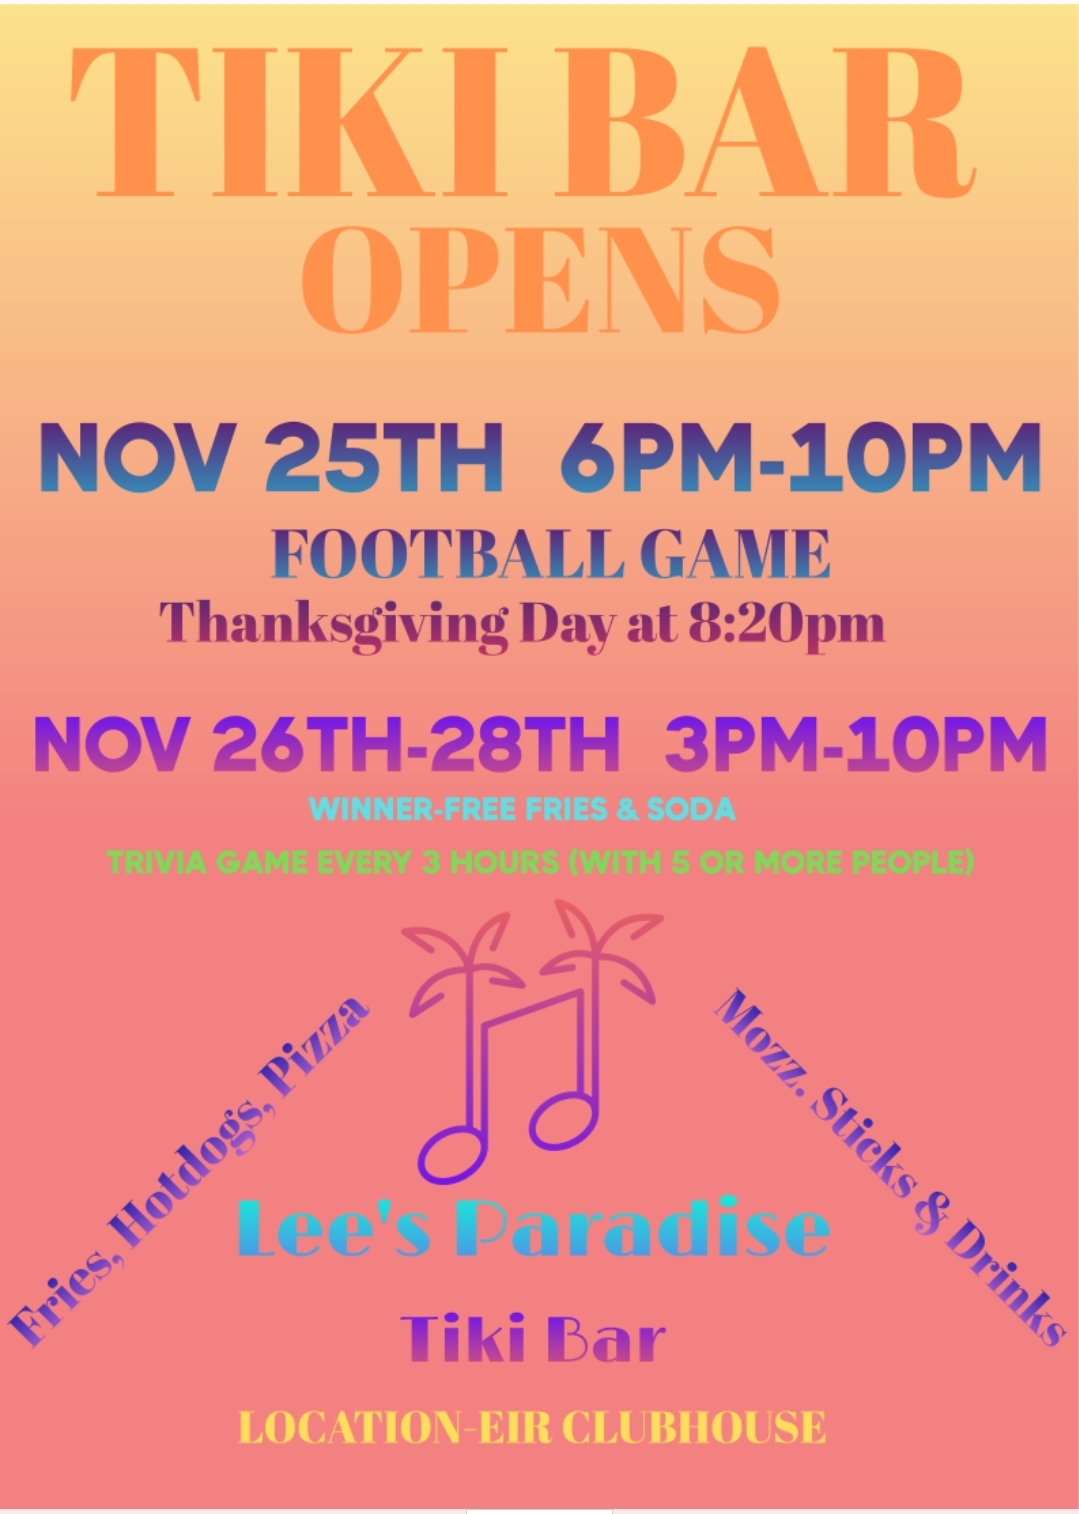 TIKI BAR
OPENS
NOV 25TH 6PM-10PM
FOOTBALL GAME
Thanksgiving Day at 8:20pm
NOV 26TH-28TH 3PM-10PM
WINNER-FREE FRIES & SODA
TRIVIA GAME EVERY 3 HOURS (WITH 5 OR MORE PEOPLE)
Fries, Hotdogs, Pizza
Mozz. Sticks & Drinks
Lee's Paradise
Tiki Bar
LOCATION-EIR CLUBHOUSE